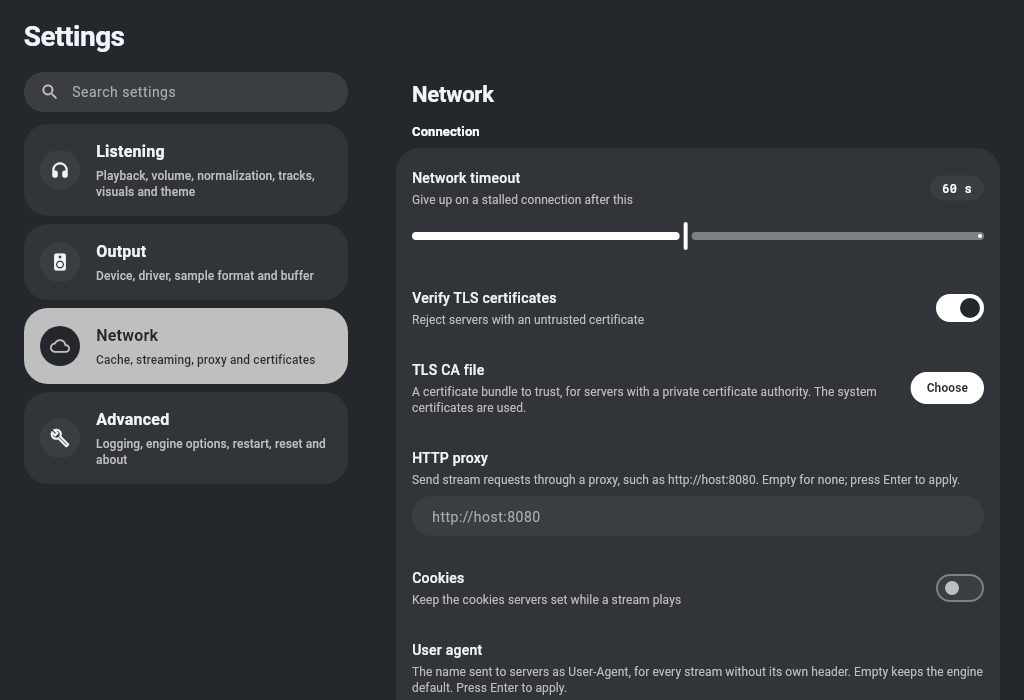 Settings
Search settings
Listening
Playback, volume, normalization, tracks,
visuals and theme
Output
Device, driver, sample format and buffer
Network
Cache, streaming, proxy and certificates
Advanced
Logging, engine options, restart, reset and
about
Network
Connection
Network timeout
Give up on a stalled connection after this
60 s
Verify TLS certificates
Reject servers with an untrusted certificate
TLS CA file
A certificate bundle to trust, for servers with a private certificate authority. The system
certificates are used.
Choose
HTTP proxy
Send stream requests through a proxy, such as http://host:8080. Empty for none; press Enter to apply.
http://host:8080
Cookies
Keep the cookies servers set while a stream plays
User agent
The name sent to servers as User-Agent, for every stream without its own header. Empty keeps the engine
default. Press Enter to apply.